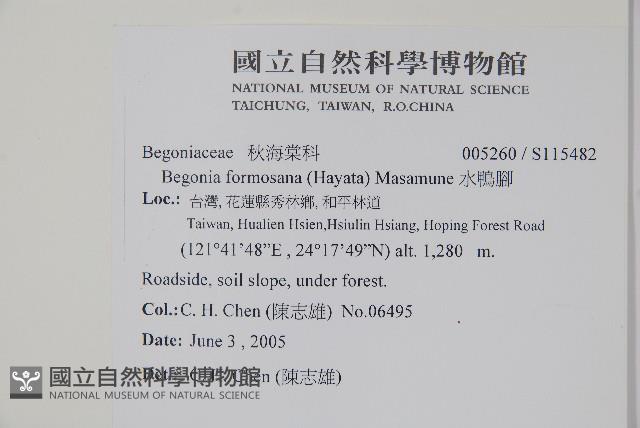 國立自然科學博物館
NATIONAL MUSEUM OF NATURAL SCIENCE
TAICHUNG, TAIWAN, R.O.CHINA
Begoniaceae 秋海棠科 005260 / S115482
Begonia formosana (Hayata) Masamune 水鴨腳
Loc.: 台灣, 花蓮縣秀林鄉, 和平林道
Taiwan, Hualien Hsien,Hsiulin Hsiang, Hoping Forest Road
(121°41'48”E , 24°17'49”N) alt. 1,280 m.
Roadside, soil slope, under forest.
Col.:C. H. Chen (陳志雄) No.06495
Date: June 3 , 2005
Det.: C. H. Chen (陳志雄)
國立自然科學博物館
NATIONAL MUSEUM OF NATURAL SCIENCE